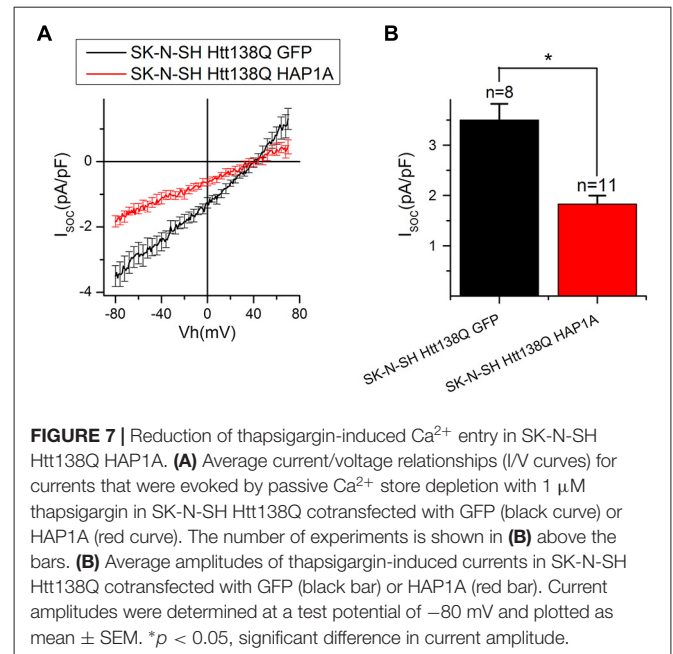 A
B
SK-N-SH Htt138Q GFP
SK-N-SH Htt138Q HAP1A
0
-2
-4
I_soc(pA/pF)
-80 -40 0 40 80
Vh(mV)
*
n=8
n=11
3
2
1
I_soc(pA/pF)
SK-N-SH Htt138Q GFP
SK-N-SH Htt138Q HAP1A
FIGURE 7 | Reduction of thapsigargin-induced Ca²⁺ entry in SK-N-SH
Htt138Q HAP1A. (A) Average current/voltage relationships (I/V curves) for
currents that were evoked by passive Ca²⁺ store depletion with 1 μM
thapsigargin in SK-N-SH Htt138Q cotransfected with GFP (black curve) or
HAP1A (red curve). The number of experiments is shown in (B) above the
bars. (B) Average amplitudes of thapsigargin-induced currents in SK-N-SH
Htt138Q cotransfected with GFP (black bar) or HAP1A (red bar). Current
amplitudes were determined at a test potential of −80 mV and plotted as
mean ± SEM. *p < 0.05, significant difference in current amplitude.